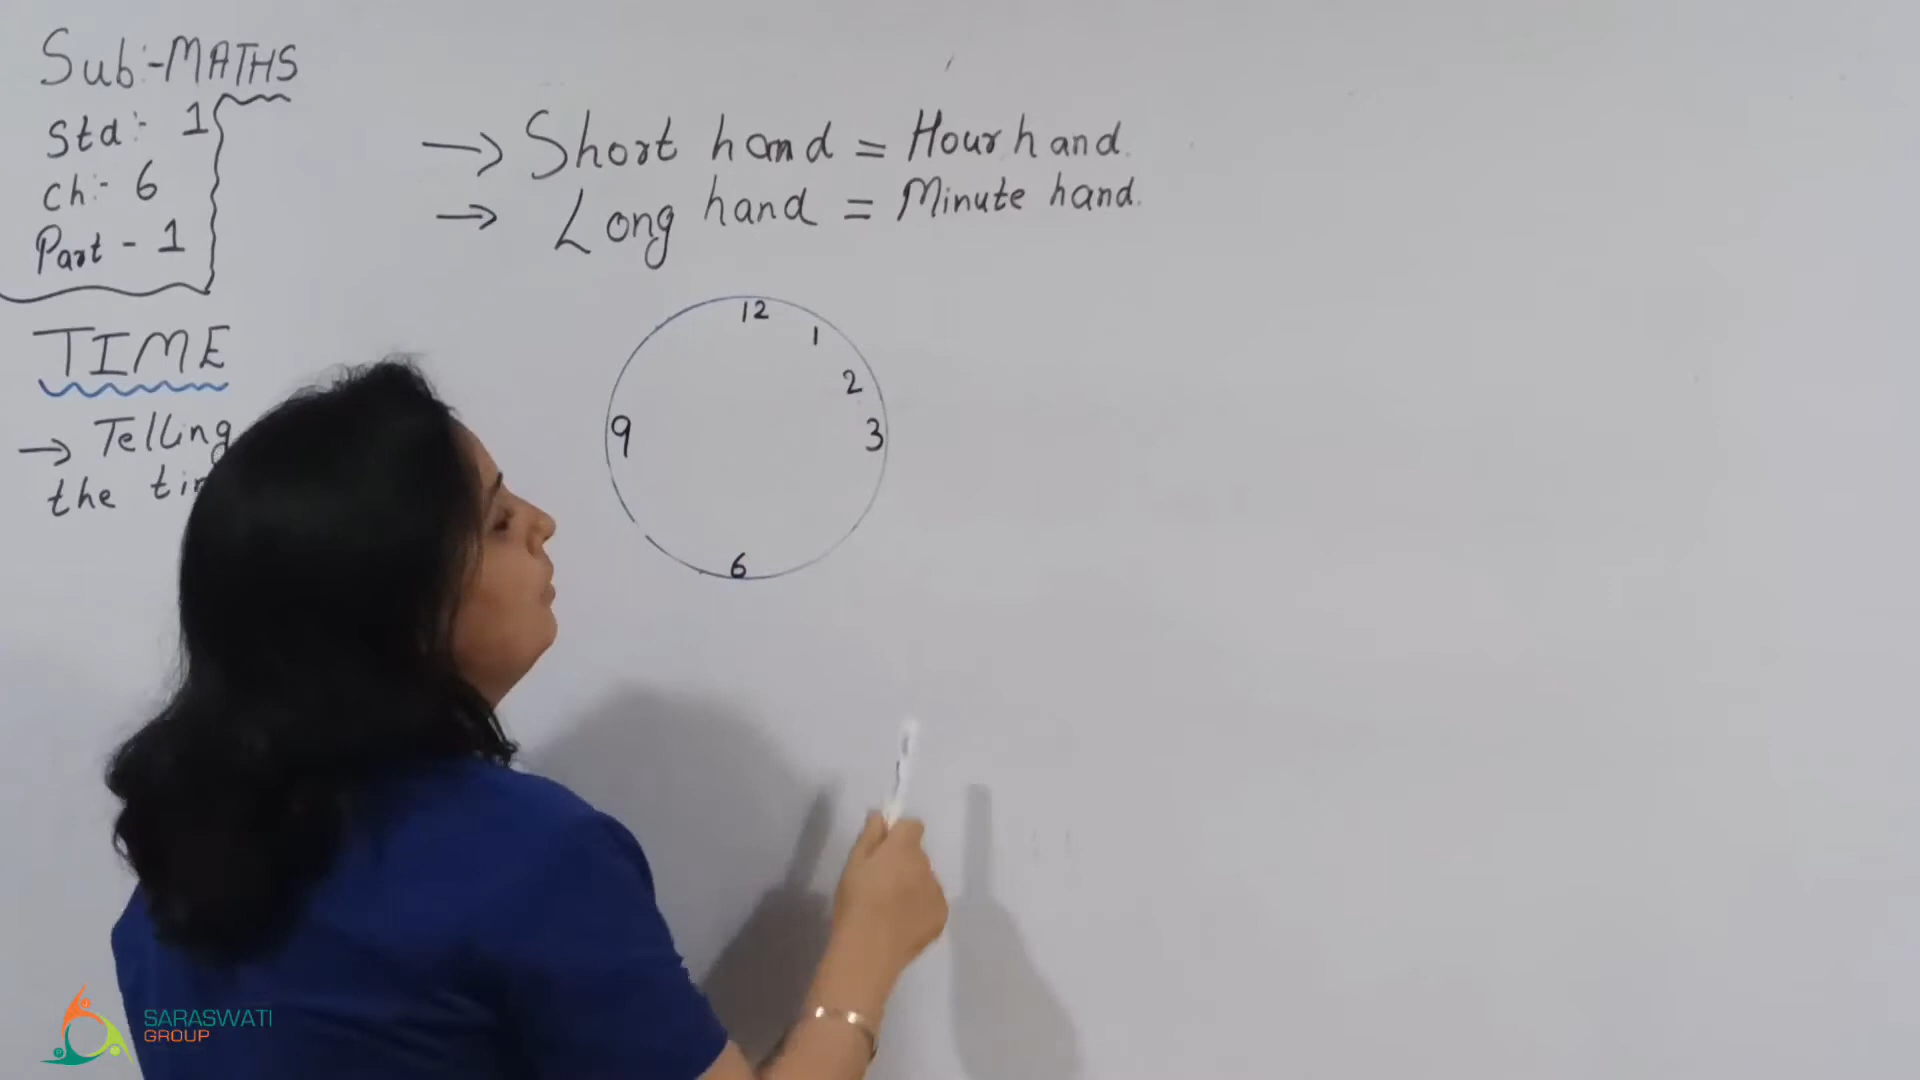 Sub:-MATHS
Std:- 1
Ch:- 6
Part - 1
TIME
→ Telling
the
→ Short hand = Hour hand.
→ Long hand = Minute hand.
12
1
2
9
3
6
SARASWATI
GROUP